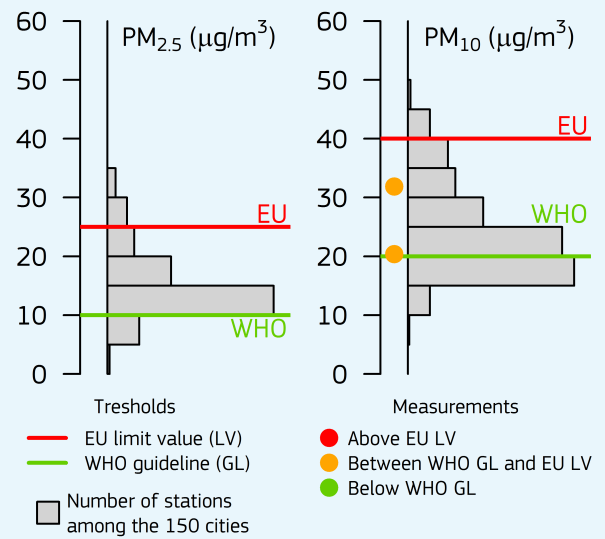 PM2.5 (μg/m³)
60
50
40
30
20
10
0
EU
WHO
PM10 (μg/m³)
60
50
40
30
20
10
0
EU
WHO
Tresholds
EU limit value (LV)
WHO guideline (GL)
Number of stations
among the 150 cities
Measurements
Above EU LV
Between WHO GL and EU LV
Below WHO GL